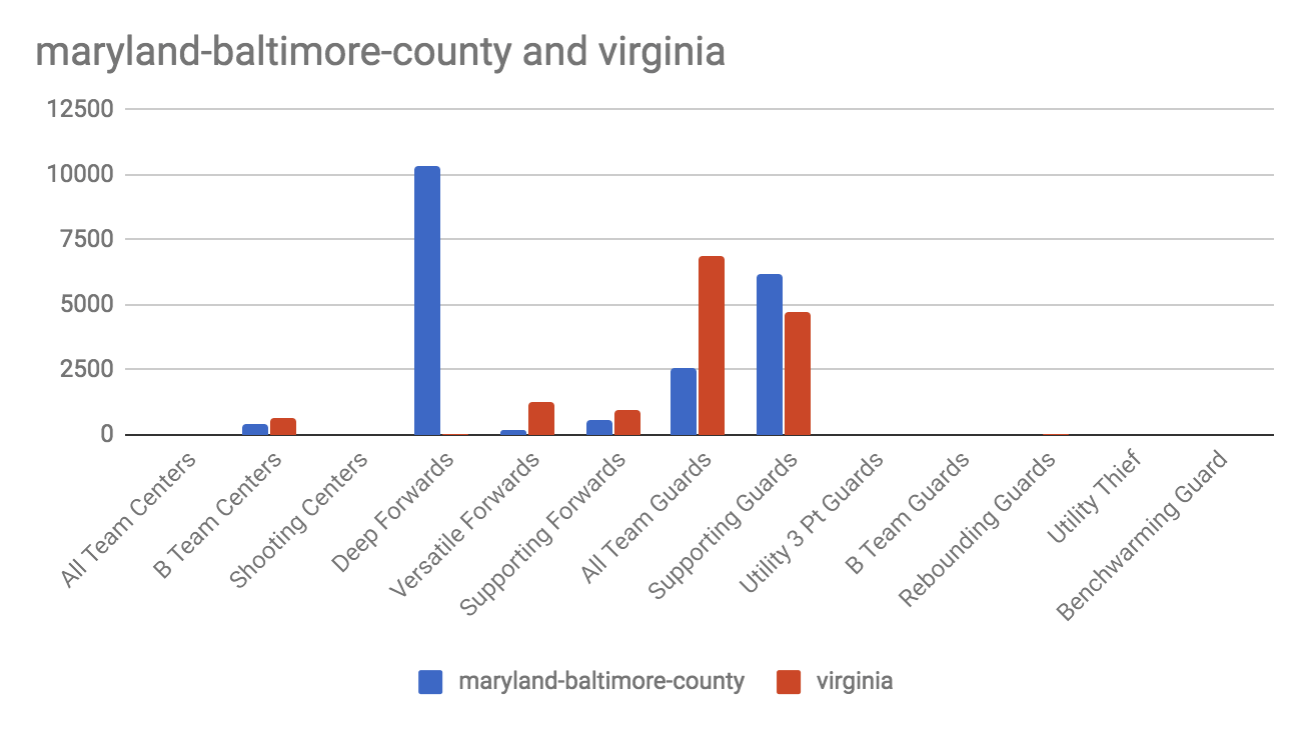 maryland-baltimore-county and virginia
12500
10000
7500
5000
2500
0
All Team Centers
B Team Centers
Shooting Centers
Deep Forwards
Versatile Forwards
Supporting Forwards
All Team Guards
Supporting Guards
Utility 3 Pt Guards
B Team Guards
Rebounding Guards
Utility Thief
Benchwarming Guard
maryland-baltimore-county
virginia